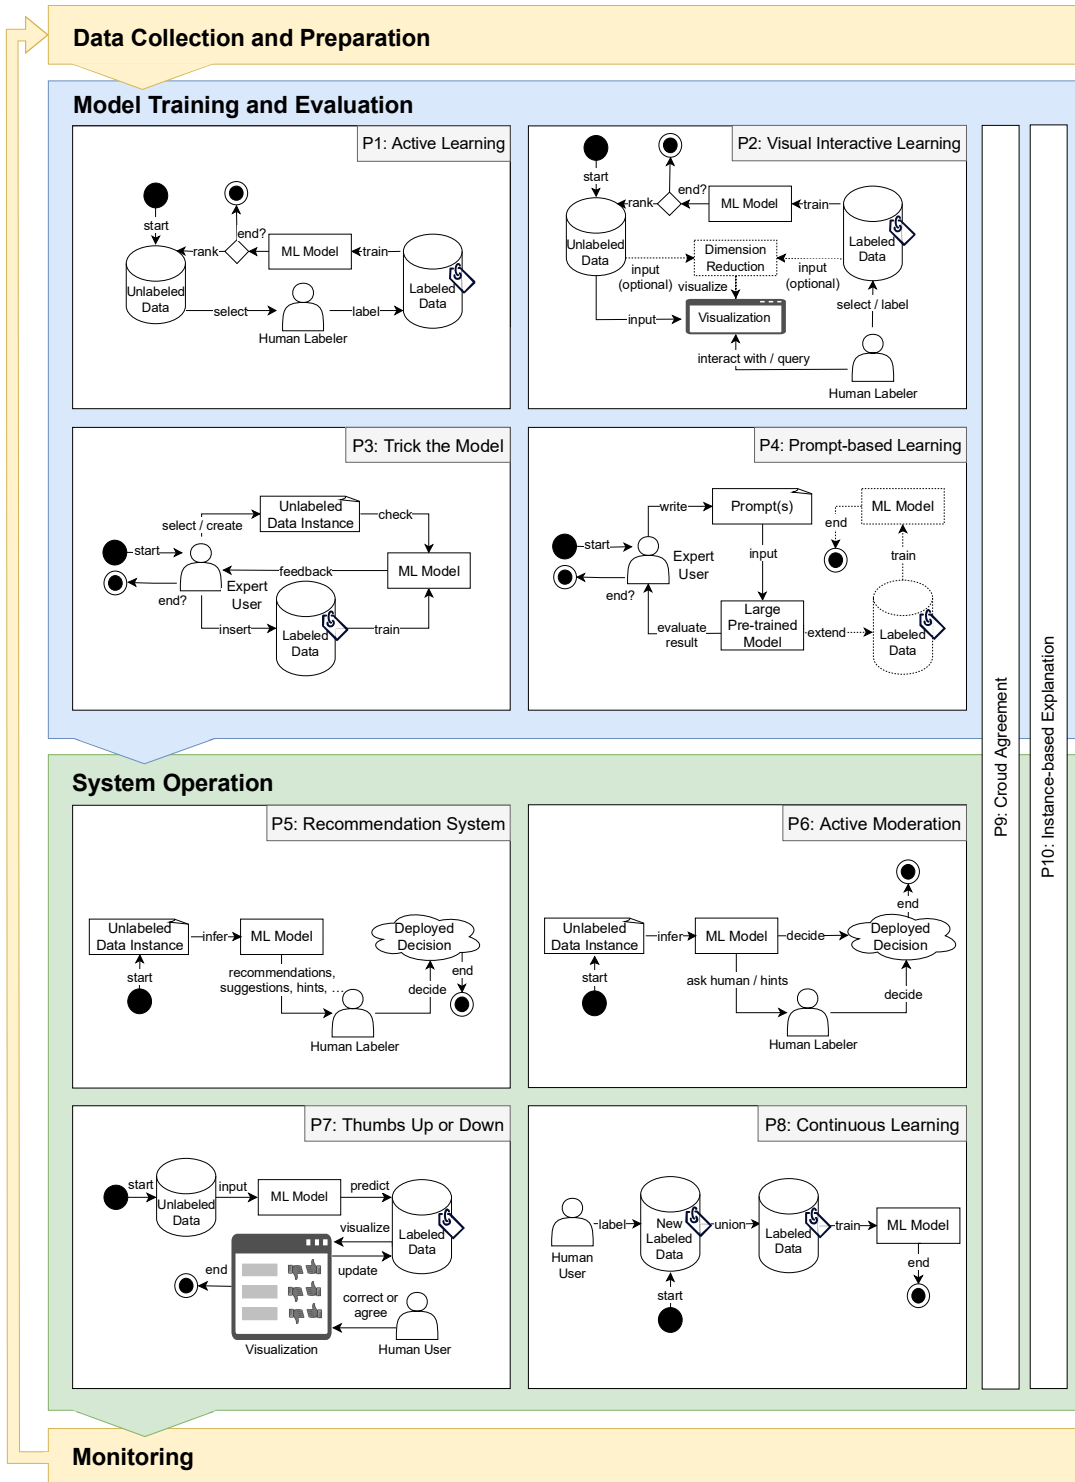 Data Collection and Preparation
Model Training and Evaluation
P1: Active Learning
start
end?
rank
ML Model
train
Unlabeled
Data
Labeled
Data
select
label
Human Labeler
P2: Visual Interactive Learning
start
end?
rank
ML Model
train
Unlabeled
Data
Labeled
Data
Dimension
Reduction
input
(optional)
input
(optional)
visualize
select / label
Visualization
input
interact with / query
Human Labeler
P3: Trick the Model
Unlabeled
Data Instance
select / create
check
start
feedback
ML Model
Expert
User
end?
insert
Labeled
Data
train
P4: Prompt-based Learning
write
Prompt(s)
ML Model
end
start
input
train
Expert
User
end?
Large
Pre-trained
Model
evaluate
result
extend
Labeled
Data
P9: Croud Agreement
P10: Instance-based Explanation
System Operation
P5: Recommendation System
Unlabeled
Data Instance
infer
ML Model
Deployed
Decision
start
recommendations,
suggestions, hints, ...
end
decide
Human Labeler
P6: Active Moderation
end
Unlabeled
Data Instance
infer
ML Model
decide
Deployed
Decision
start
ask human / hints
decide
Human Labeler
P7: Thumbs Up or Down
start
Unlabeled
Data
input
ML Model
predict
Labeled
Data
visualize
update
end
correct or
agree
Visualization
Human User
P8: Continuous Learning
label
New
Labeled
Data
union
Labeled
Data
train
ML Model
Human
User
start
end
Monitoring